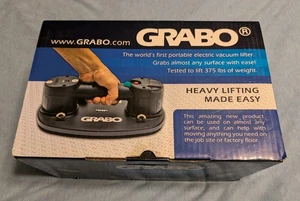 www.GRABO.com
GRABO®
The world's first portable electric vacuum lifter.
Grabs almost any surface with ease!
Tested to lift 375 lbs of weight.
HEAVY LIFTING
MADE EASY
GRABO
This amazing new product
can be used on almost any
surface, and can help with
moving anything you need on
the job site or factory floor.